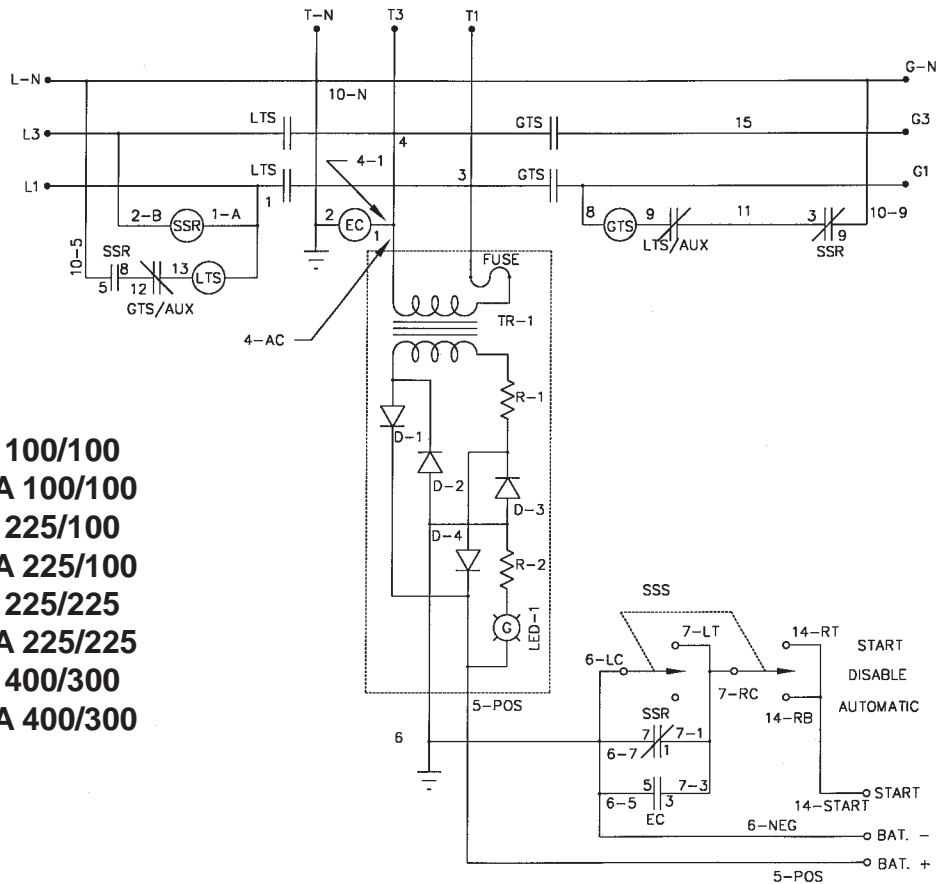 T-N T3 T1
L-N G-N
10-N
LTS GTS 15 G3
L3 4
4-1
LTS 3 GTS G1
L1 1
2-B SSR 1-A 2 EC 1 8 GTS 9 11 3 10-9
LTS/AUX SSR 9
10-5 SSR FUSE
5 8 12 13 LTS
GTS/AUX
TR-1
4-AC
R-1
D-1
100/100
D-2
A 100/100
D-3
225/100
D-4
A 225/100
R-2
225/225
SSS
A 225/225
G LED-1
7-LT 14-RT START
400/300
6-LC DISABLE
7-RC
A 400/300
5-POS AUTOMATIC
14-RB
SSR
6 7 7-1
6-7 1
5 7-3
6-5 3 START
EC 14-START
6-NEG
BAT. -
BAT. +
5-POS